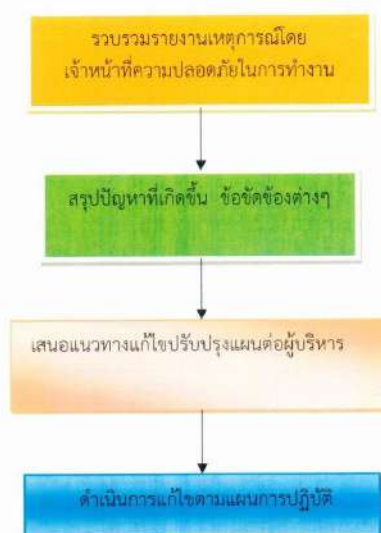 รวบรวมรายงานเหตุการณ์โดย
เจ้าหน้าที่ความปลอดภัยในการทำงาน
สรุปปัญหาที่เกิดขึ้น ข้อขัดข้องต่างๆ
เสนอแนวทางแก้ไขปรับปรุงแผนต่อผู้บริหาร
ดำเนินการแก้ไขตามแผนการปฏิบัติ